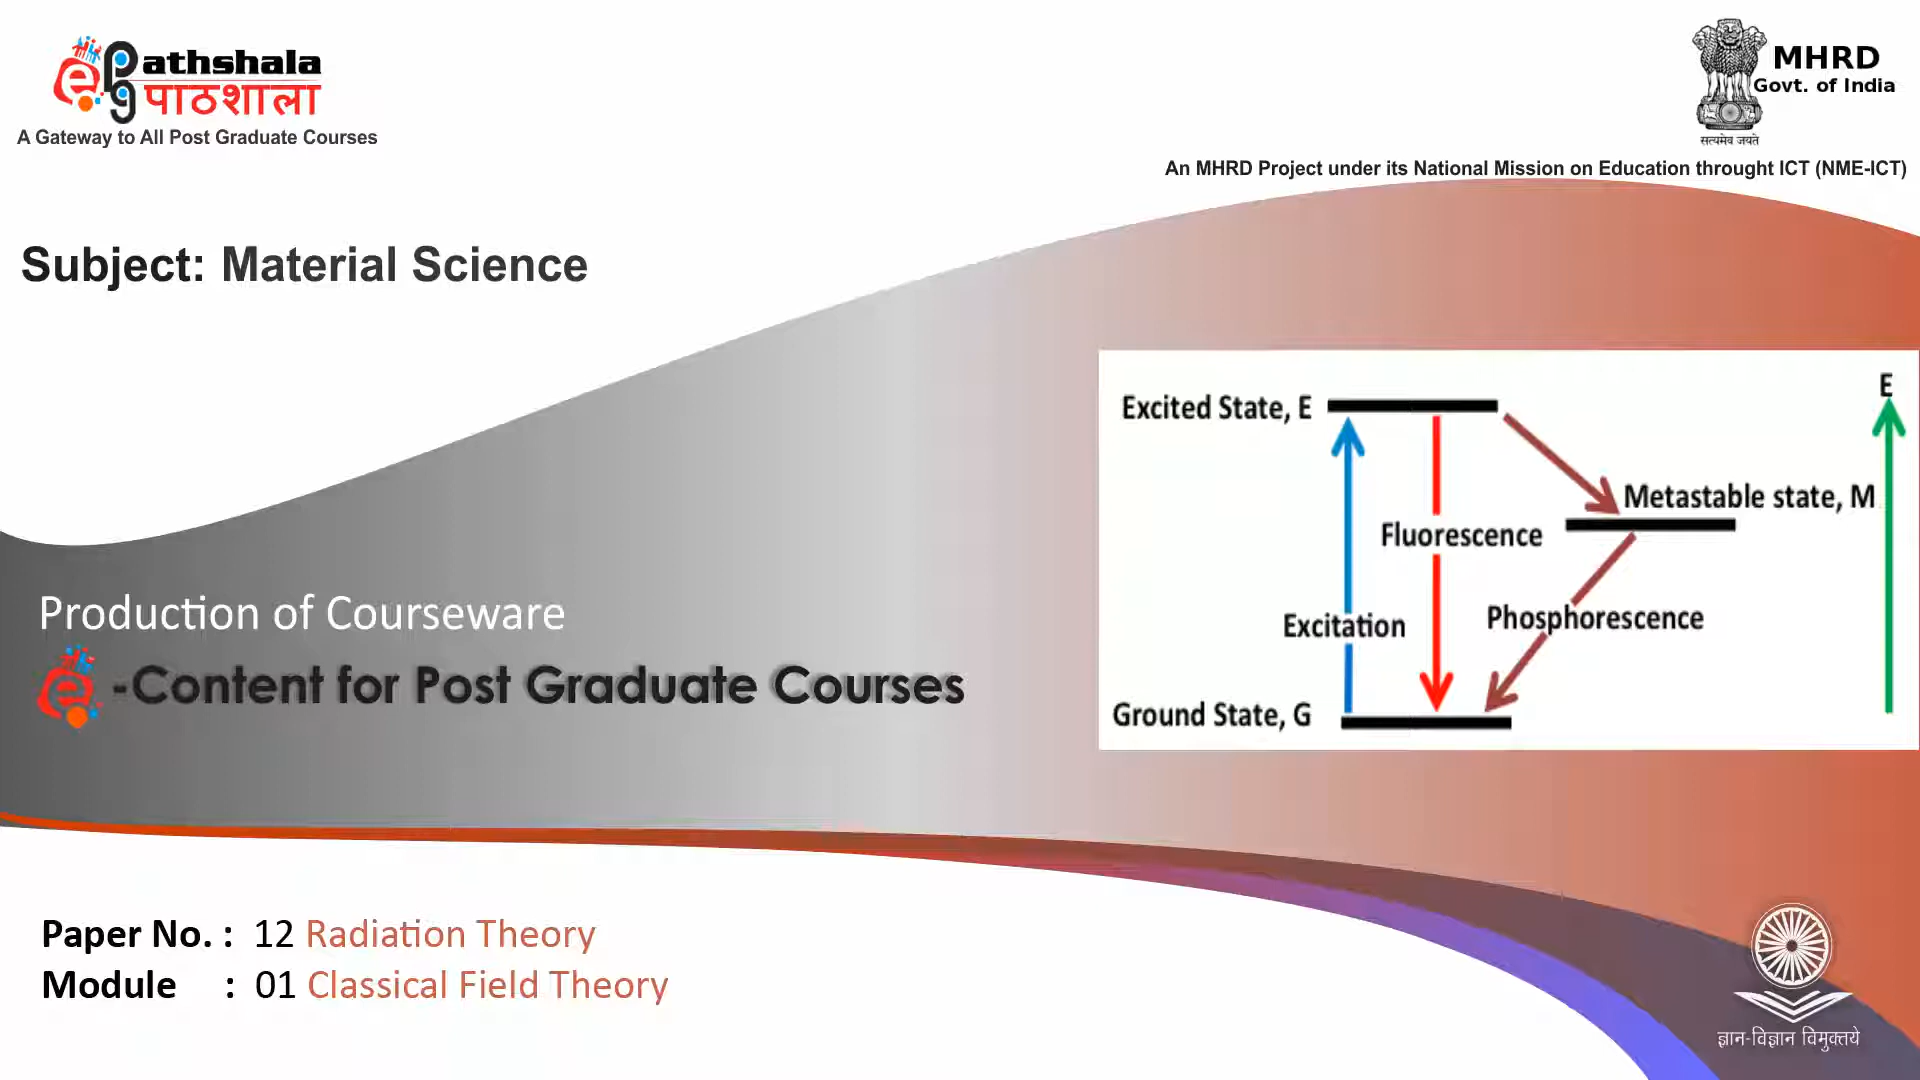 ePG Pathshala
पाठशाला
A Gateway to All Post Graduate Courses
MHRD
Govt. of India
सत्यमेव जयते
An MHRD Project under its National Mission on Education throught ICT (NME-ICT)
Subject: Material Science
E
Excited State, E
Metastable state, M
Fluorescence
Excitation
Phosphorescence
Ground State, G
Production of Courseware
e-Content for Post Graduate Courses
Paper No. : 12 Radiation Theory
Module : 01 Classical Field Theory
ज्ञान-विज्ञान विमुक्तये